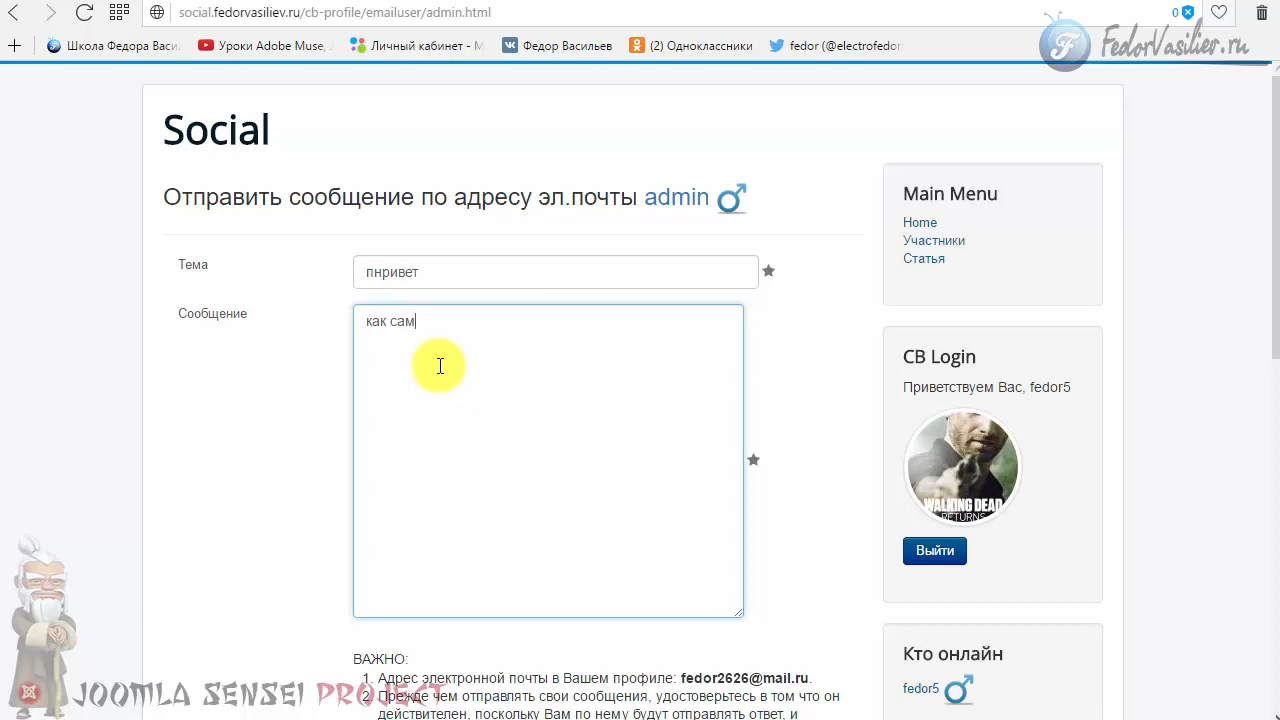 social.fedorvasiliev.ru/cb-profile/emailuser/admin.html
0
Школа Федора Васи. Уроки Adobe Muse, Личный кабинет - М Федор Васильев (2) Одноклассники fedor (@electrofedor
FedorVasilev.ru
Social
Отправить сообщение по адресу эл.почты admin
Тема
пнривет
Сообщение
как сам
ВАЖНО:
1. Адрес электронной почты в Вашем профиле: fedor2626@mail.ru.
2. Прежде чем отправлять свои сообщения, удостоверьтесь в том что он
действителен, поскольку Вам по нему будут отправлять ответ, и
Main Menu
Home
Участники
Статья
CB Login
Приветствуем Вас, fedor5
WALKING DEAD
RETURNS
Выйти
Кто онлайн
fedor5
JOOMLA SENSEI PROJECT